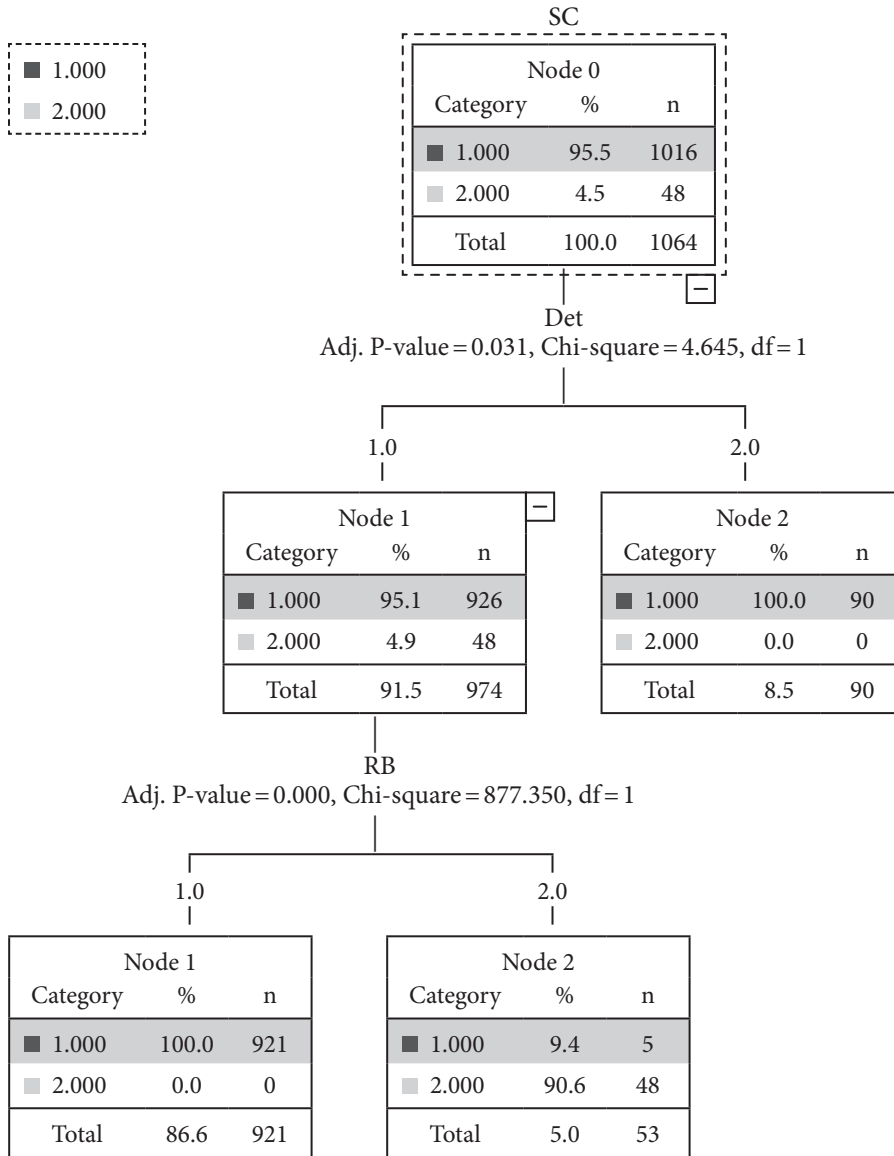 SC
1.000
2.000
Node 0
Category % n
1.000 95.5 1016
2.000 4.5 48
Total 100.0 1064
Det
Adj. P-value=0.031, Chi-square=4.645, df=1
1.0 2.0
Node 1
Category % n
1.000 95.1 926
2.000 4.9 48
Total 91.5 974
Node 2
Category % n
1.000 100.0 90
2.000 0.0 0
Total 8.5 90
RB
Adj. P-value=0.000, Chi-square=877.350, df=1
1.0 2.0
Node 1
Category % n
1.000 100.0 921
2.000 0.0 0
Total 86.6 921
Node 2
Category % n
1.000 9.4 5
2.000 90.6 48
Total 5.0 53